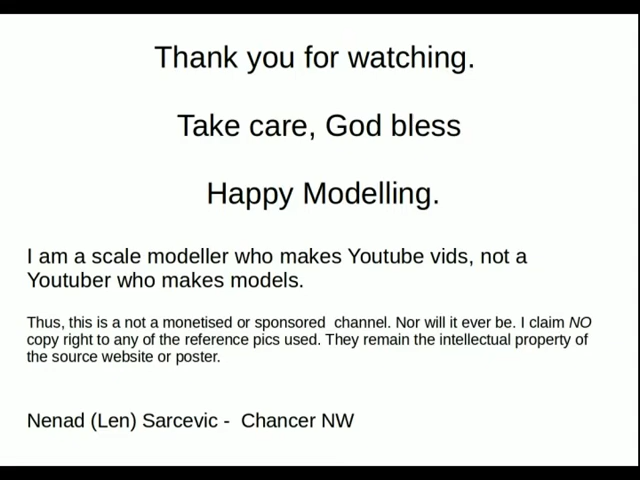 Thank you for watching.
Take care, God bless
Happy Modelling.
I am a scale modeller who makes Youtube vids, not a
Youtuber who makes models.
Thus, this is a not a monetised or sponsored  channel. Nor will it ever be. I claim NO
copy right to any of the reference pics used. They remain the intellectual property of
the source website or poster.
Nenad (Len) Sarcevic -  Chancer NW